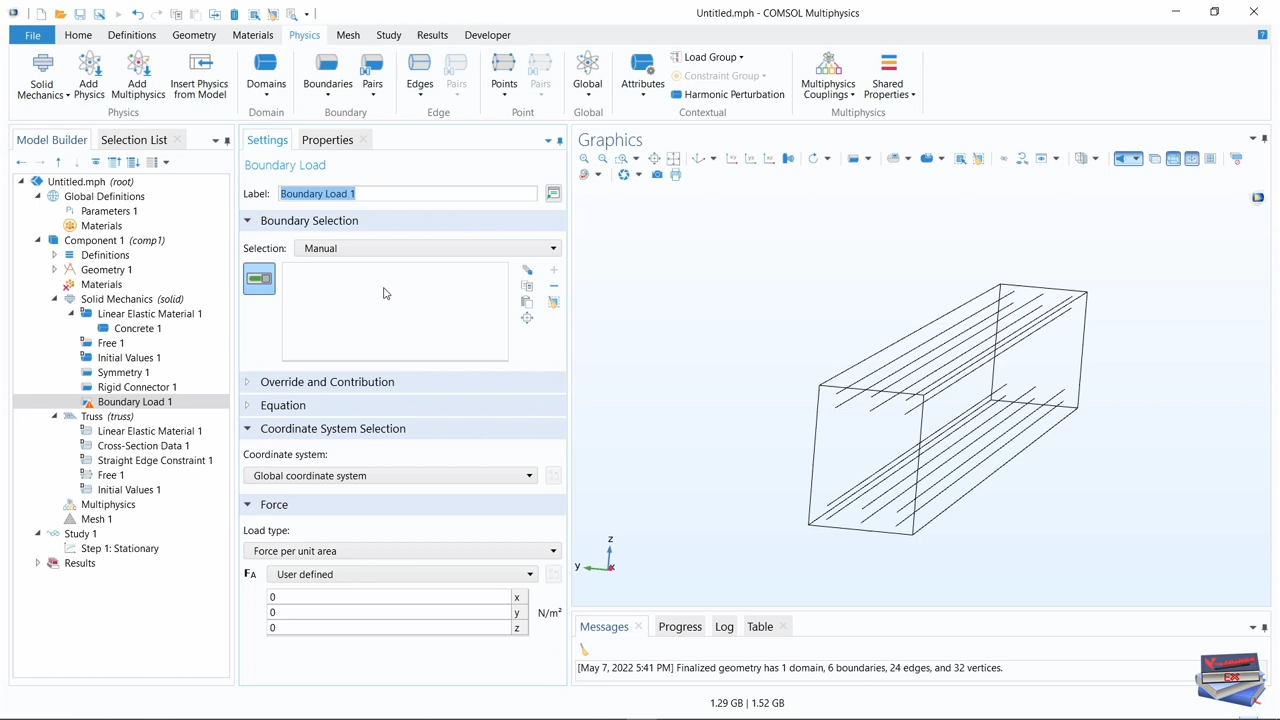 Untitled.mph - COMSOL Multiphysics
File Home Definitions Geometry Materials Physics Mesh Study Results Developer
Solid Mechanics
Add Physics
Add Multiphysics
Insert Physics from Model
Domains
Boundaries
Pairs
Edges
Pairs
Points
Pairs
Global
Attributes
Load Group
Constraint Group
Harmonic Perturbation
Multiphysics Couplings
Shared Properties
Physics Domain Boundary Edge Point Global Contextual Multiphysics
Model Builder Selection List
Untitled.mph (root)
Global Definitions
Parameters 1
Materials
Component 1 (comp1)
Definitions
Geometry 1
Materials
Solid Mechanics (solid)
Linear Elastic Material 1
Concrete 1
Free 1
Initial Values 1
Symmetry 1
Rigid Connector 1
Boundary Load 1
Truss (truss)
Linear Elastic Material 1
Cross-Section Data 1
Straight Edge Constraint 1
Free 1
Initial Values 1
Multiphysics
Mesh 1
Study 1
Step 1: Stationary
Results
Settings Properties
Boundary Load
Label: Boundary Load 1
Boundary Selection
Selection: Manual
Override and Contribution
Equation
Coordinate System Selection
Coordinate system:
Global coordinate system
Force
Load type:
Force per unit area
FA User defined
0 x
0 y N/m²
0 z
Graphics
z
y x
Messages Progress Log Table
[May 7, 2022 5:41 PM] Finalized geometry has 1 domain, 6 boundaries, 24 edges, and 32 vertices.
1.29 GB | 1.52 GB